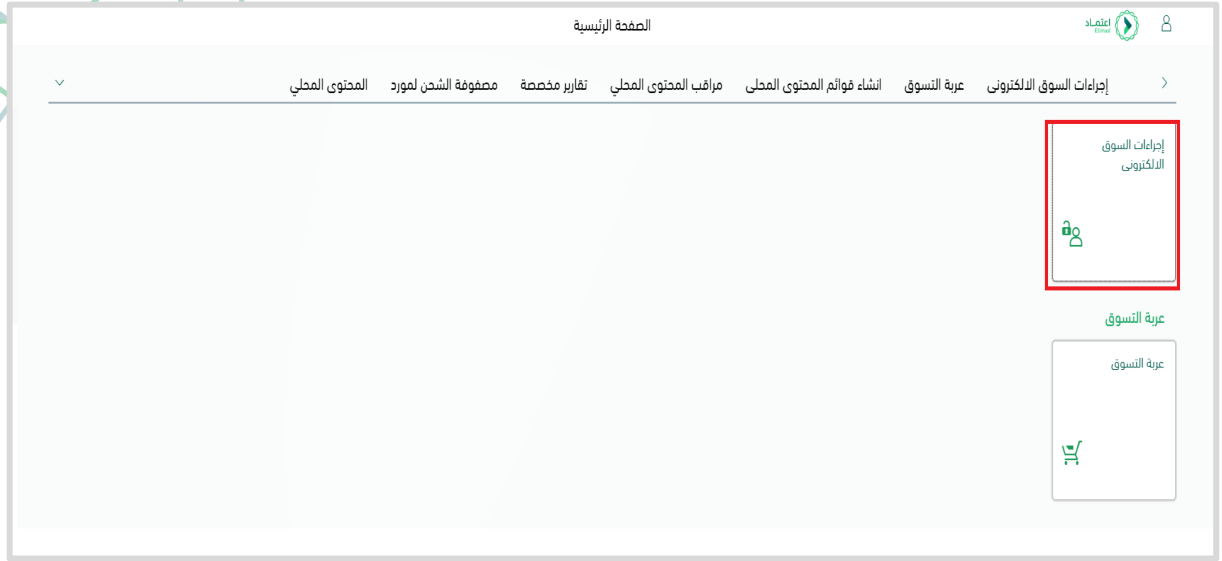 اعتماد
Etimad
الصفحة الرئيسية
إجراءات السوق الالكترونى
عربة التسوق
انشاء قوائم المحتوى المحلى
مراقب المحتوى المحلي
تقارير مخصصة
مصفوفة الشحن لمورد
المحتوى المحلي
إجراءات السوق
الالكترونى
عربة التسوق
عربة التسوق